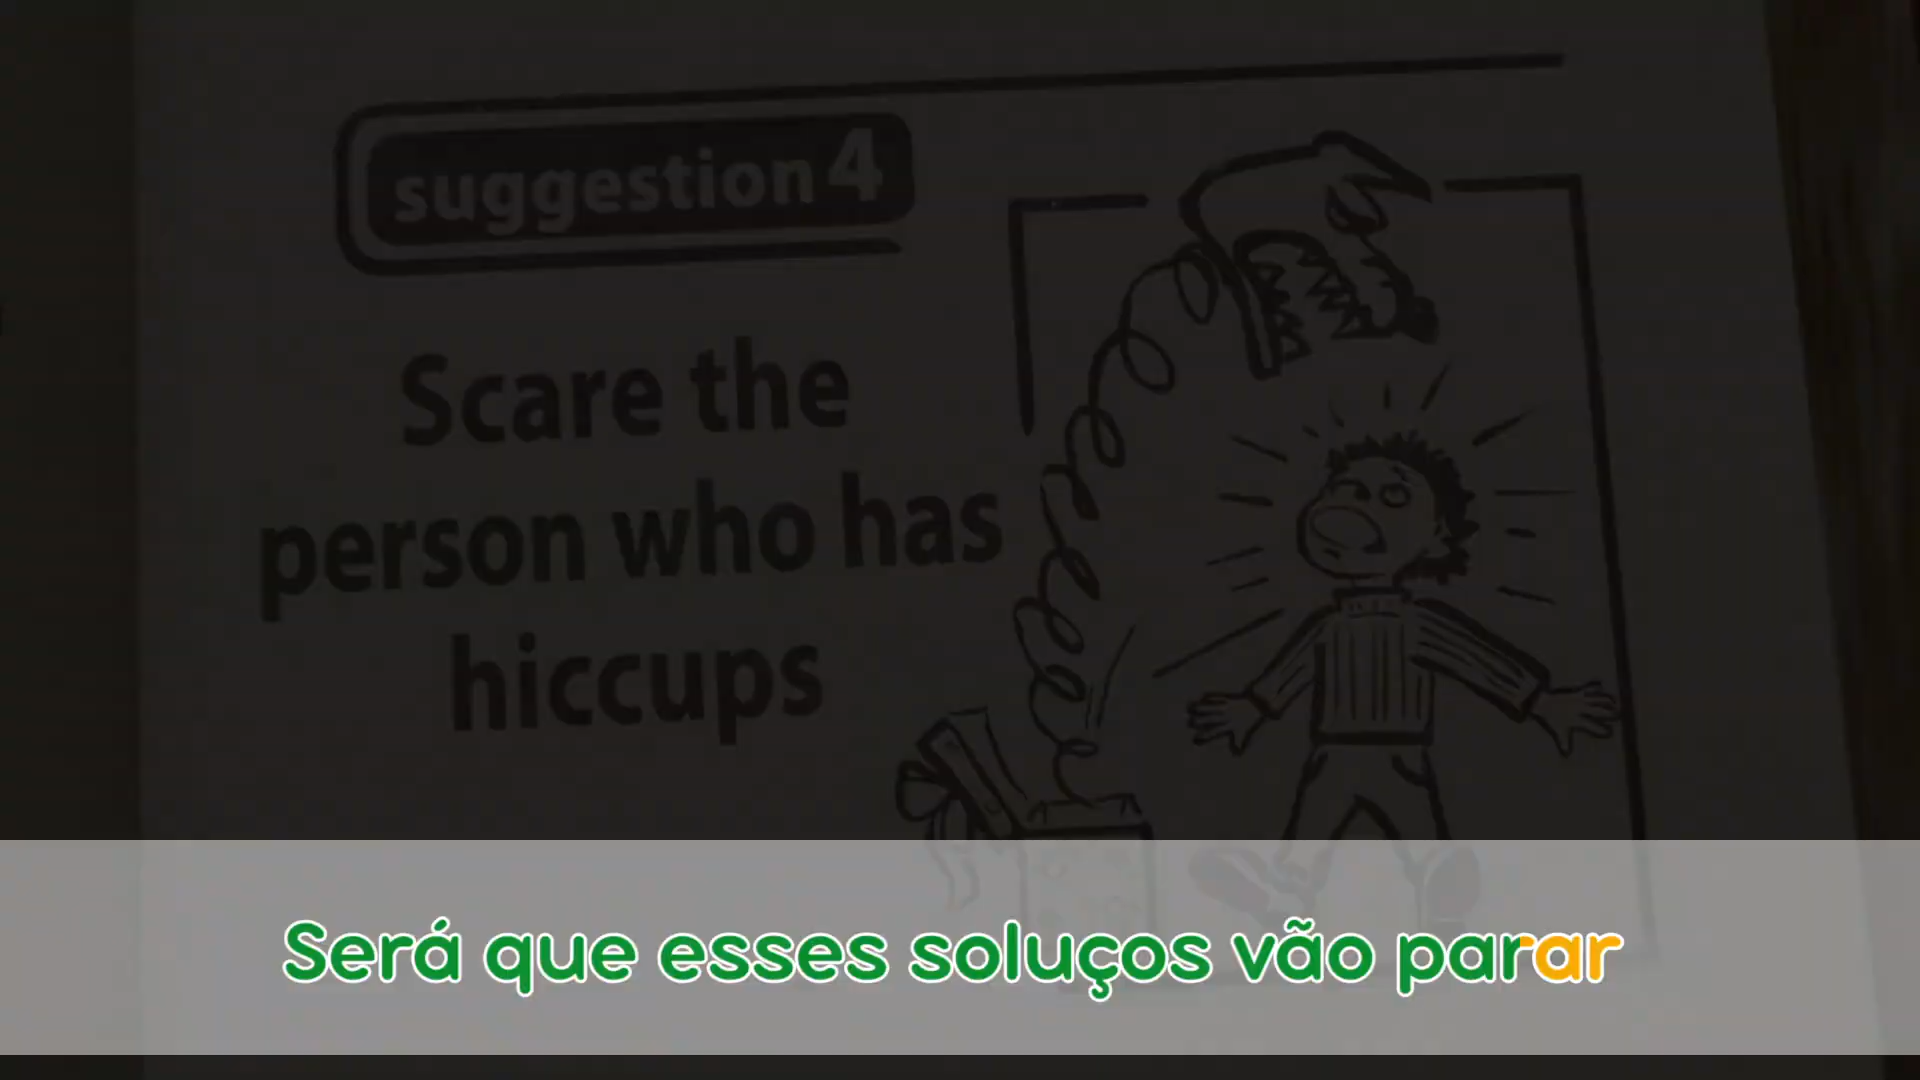 suggestion 4
Scare the
person who has
hiccups
Será que esses soluços vão parar